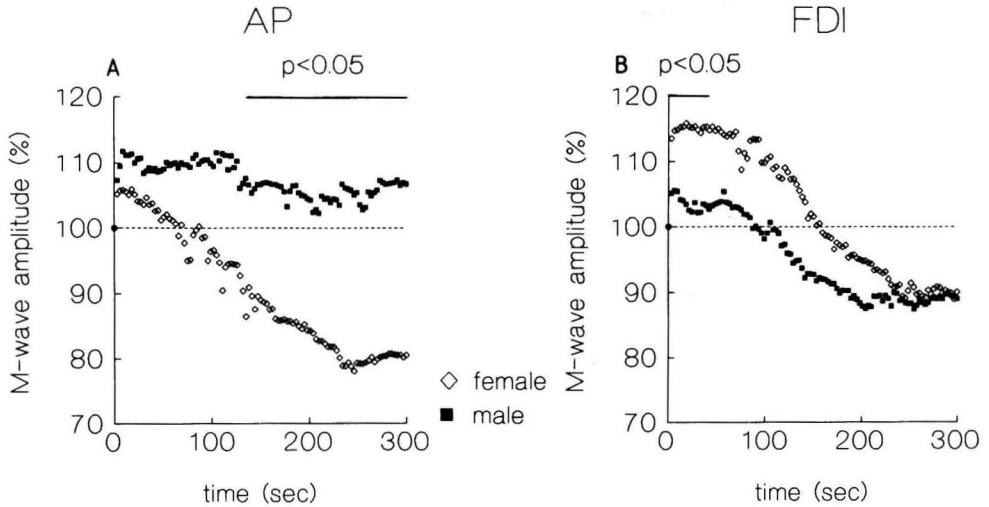 AP
FDI
A
p<0.05
B p<0.05
120
110
100
90
80
70
M-wave amplitude (%)
0 100 200 300
time (sec)
◇ female
■ male
120
110
100
90
80
70
M-wave amplitude (%)
0 100 200 300
time (sec)